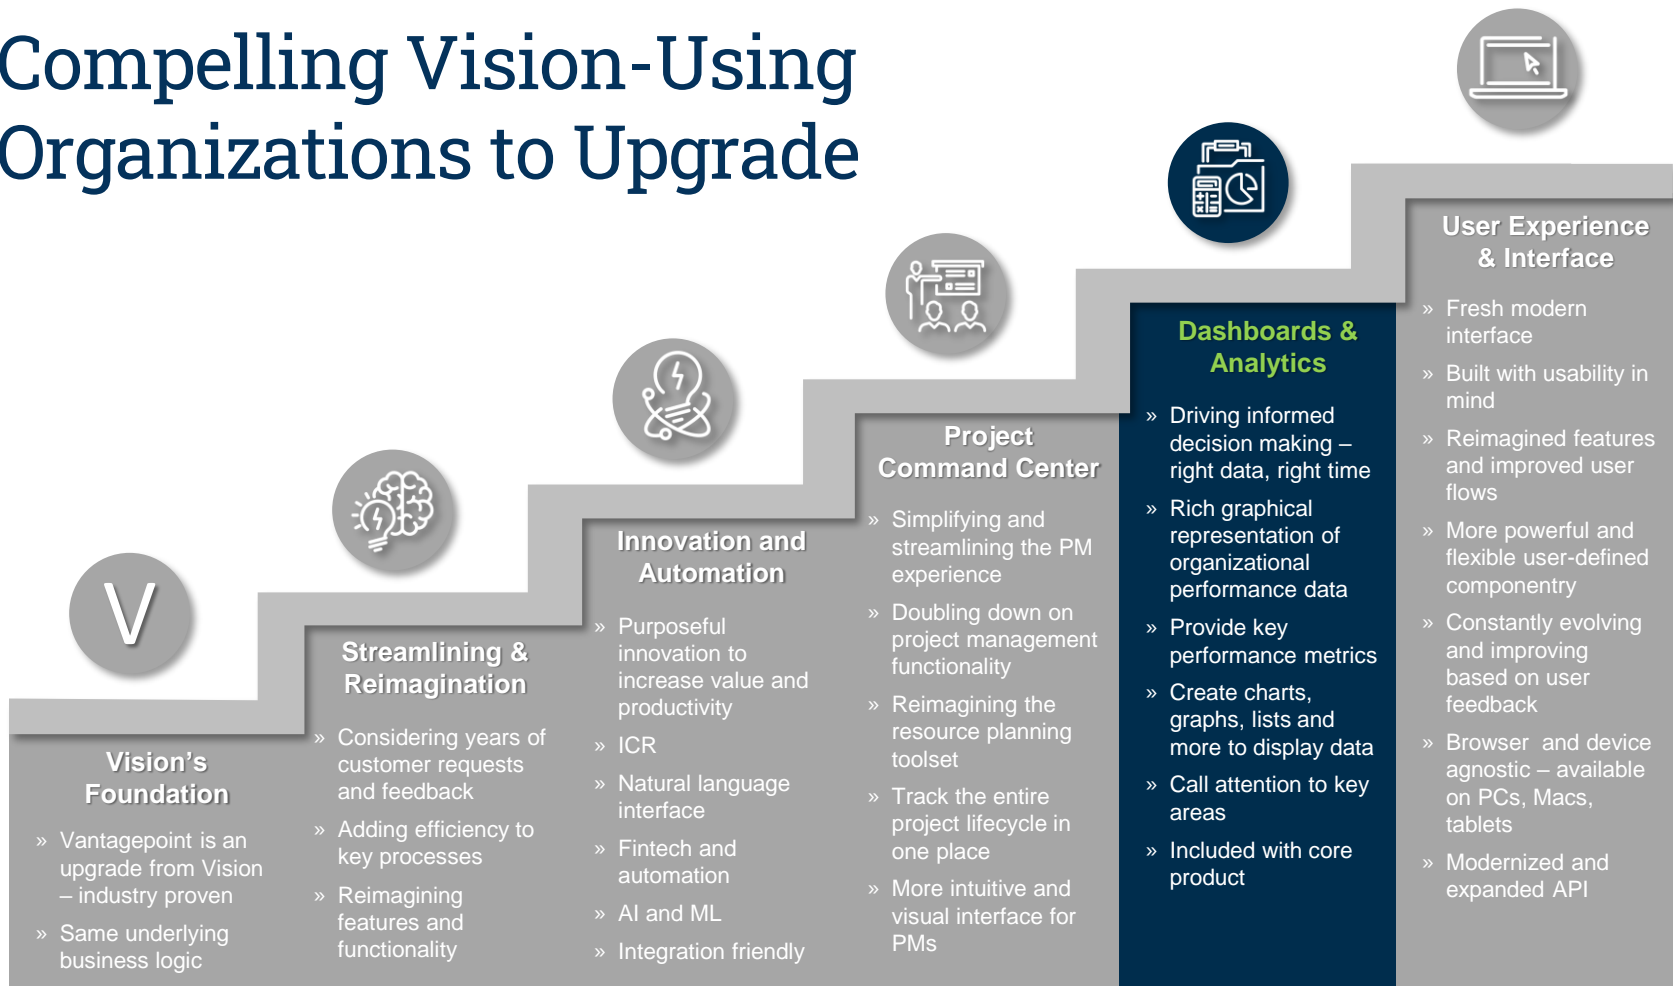 Compelling Vision-Using
Organizations to Upgrade
V
Vision's
Foundation
» Vantagepoint is an
upgrade from Vision
– industry proven
» Same underlying
business logic
Streamlining &
Reimagination
» Considering years of
customer requests
and feedback
» Adding efficiency to
key processes
» Reimagining
features and
functionality
Innovation and
Automation
» Purposeful
innovation to
increase value and
productivity
» ICR
» Natural language
interface
» Fintech and
automation
» AI and ML
» Integration friendly
Project
Command Center
» Simplifying and
streamlining the PM
experience
» Doubling down on
project management
functionality
» Reimagining the
resource planning
toolset
» Track the entire
project lifecycle in
one place
» More intuitive and
visual interface for
PMs
Dashboards &
Analytics
» Driving informed
decision making –
right data, right time
» Rich graphical
representation of
organizational
performance data
» Provide key
performance metrics
» Create charts,
graphs, lists and
more to display data
» Call attention to key
areas
» Included with core
product
User Experience
& Interface
» Fresh modern
interface
» Built with usability in
mind
» Reimagined features
and improved user
flows
» More powerful and
flexible user-defined
componentry
» Constantly evolving
and improving
based on user
feedback
» Browser and device
agnostic – available
on PCs, Macs,
tablets
» Modernized and
expanded API